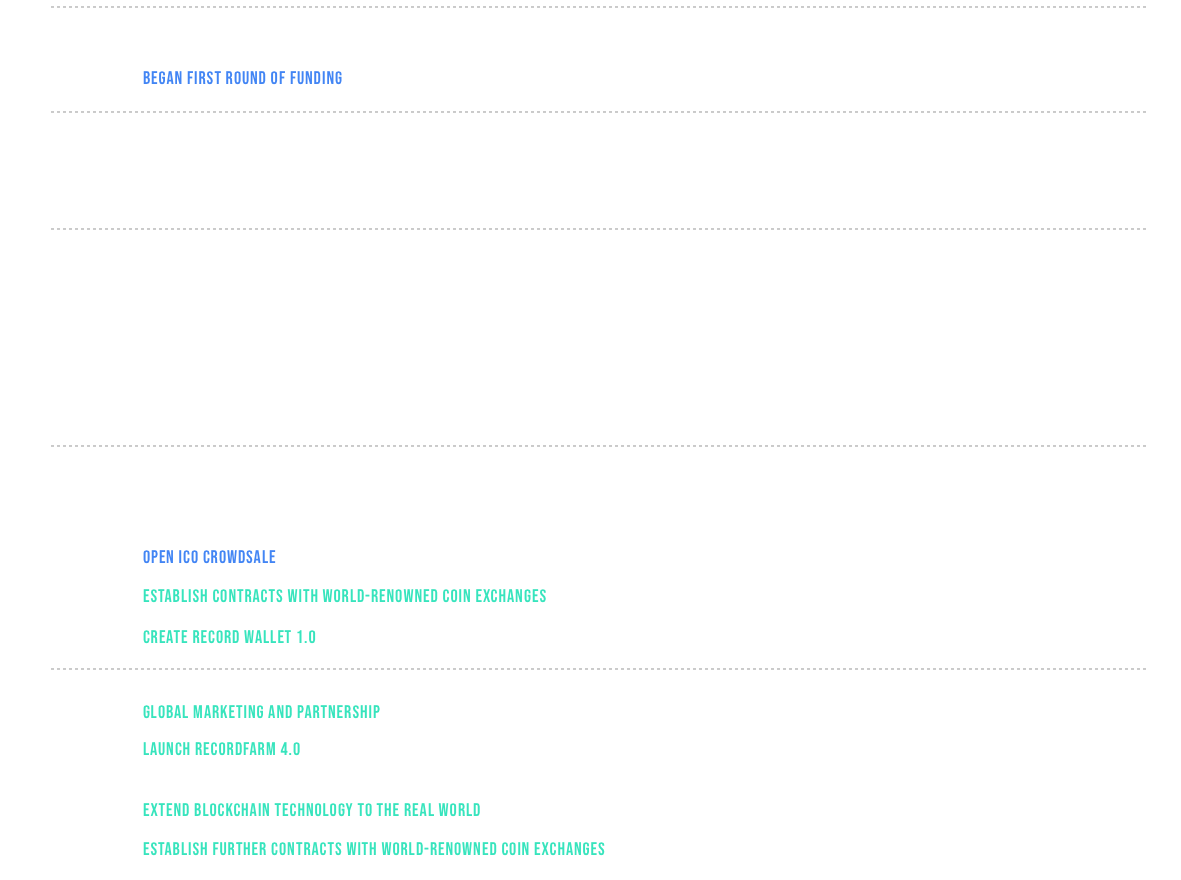 BEGAN FIRST ROUND OF FUNDING
OPEN ICO CROWDSALE
ESTABLISH CONTRACTS WITH WORLD-RENOWNED COIN EXCHANGES
CREATE RECORD WALLET 1.0
GLOBAL MARKETING AND PARTNERSHIP
LAUNCH RECORDFARM 4.0
EXTEND BLOCKCHAIN TECHNOLOGY TO THE REAL WORLD
ESTABLISH FURTHER CONTRACTS WITH WORLD-RENOWNED COIN EXCHANGES